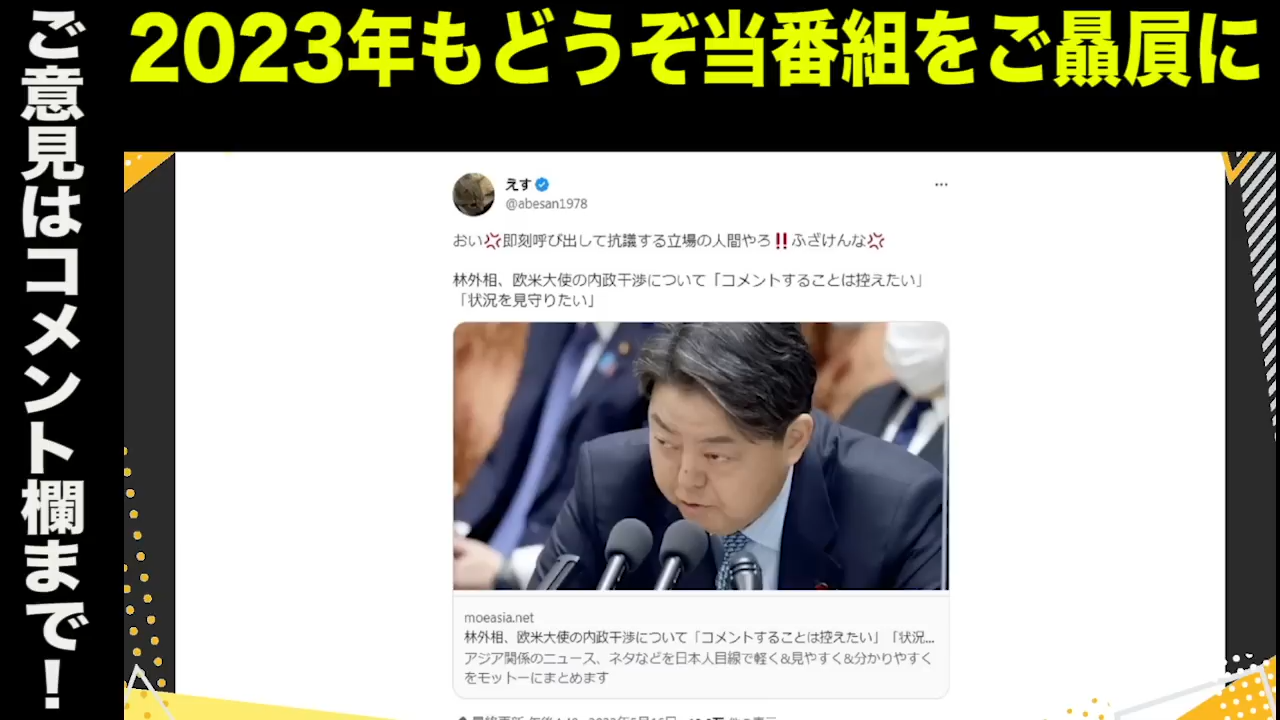 2023年もどうぞ当番組をご贔屓に
ご意見はコメント欄まで！
えす
@abesan1978
おい💢即刻呼び出して抗議する立場の人間やろ‼️ふざけんな💢
林外相、欧米大使の内政干渉について「コメントすることは控えたい」
「状況を見守りたい」
moeasia.net
林外相、欧米大使の内政干渉について「コメントすることは控えたい」「状況...
アジア関係のニュース、ネタなどを日本人目線で軽く&見やすく&分かりやすく
をモットーにまとめます